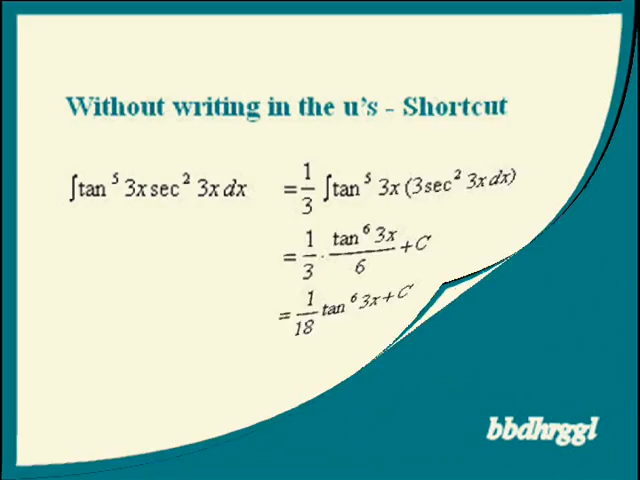 Without writing in the u's - Shortcut
∫tan⁵ 3x sec² 3x dx = 1/3 ∫tan⁵ 3x (3sec² 3x dx)
= 1/3 · tan⁶ 3x/6 + C
= 1/18 tan⁶ 3x + C
bbdhrggl